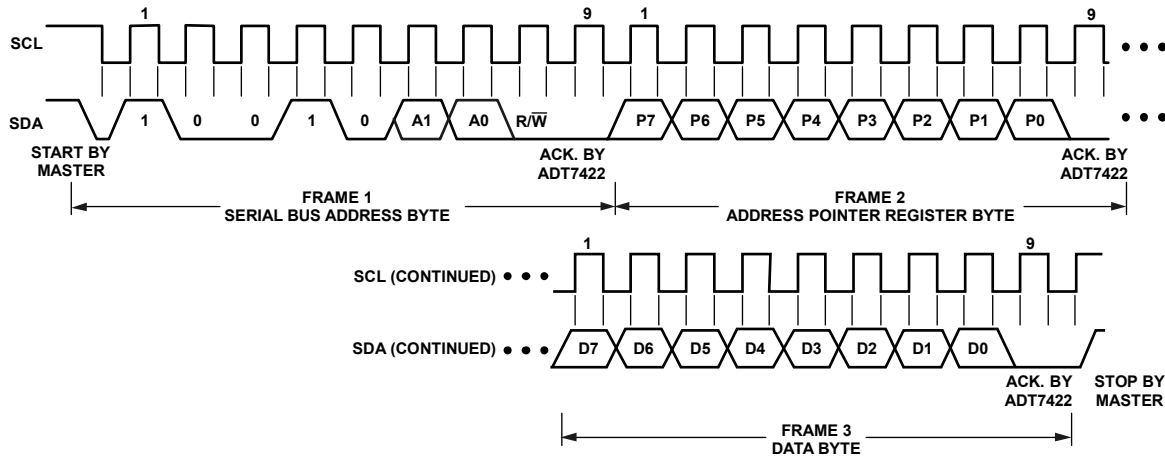 1 9 1 9
SCL
SDA 1 0 0 1 0 A1 A0 R/W̅ P7 P6 P5 P4 P3 P2 P1 P0
START BY MASTER
ACK. BY ADT7422
ACK. BY ADT7422
FRAME 1
SERIAL BUS ADDRESS BYTE
FRAME 2
ADDRESS POINTER REGISTER BYTE
1 9
SCL (CONTINUED)
SDA (CONTINUED) D7 D6 D5 D4 D3 D2 D1 D0
ACK. BY ADT7422
STOP BY MASTER
FRAME 3
DATA BYTE